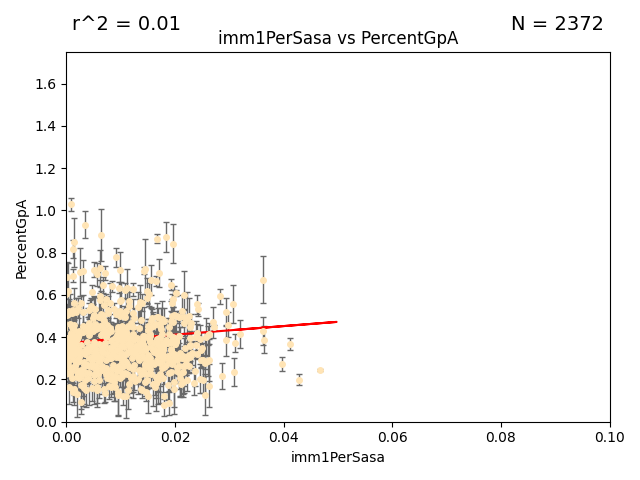 r^2 = 0.01
N = 2372
imm1PerSasa vs PercentGpA
PercentGpA
1.6
1.4
1.2
1.0
0.8
0.6
0.4
0.2
0.0
0.00 0.02 0.04 0.06 0.08 0.10
imm1PerSasa